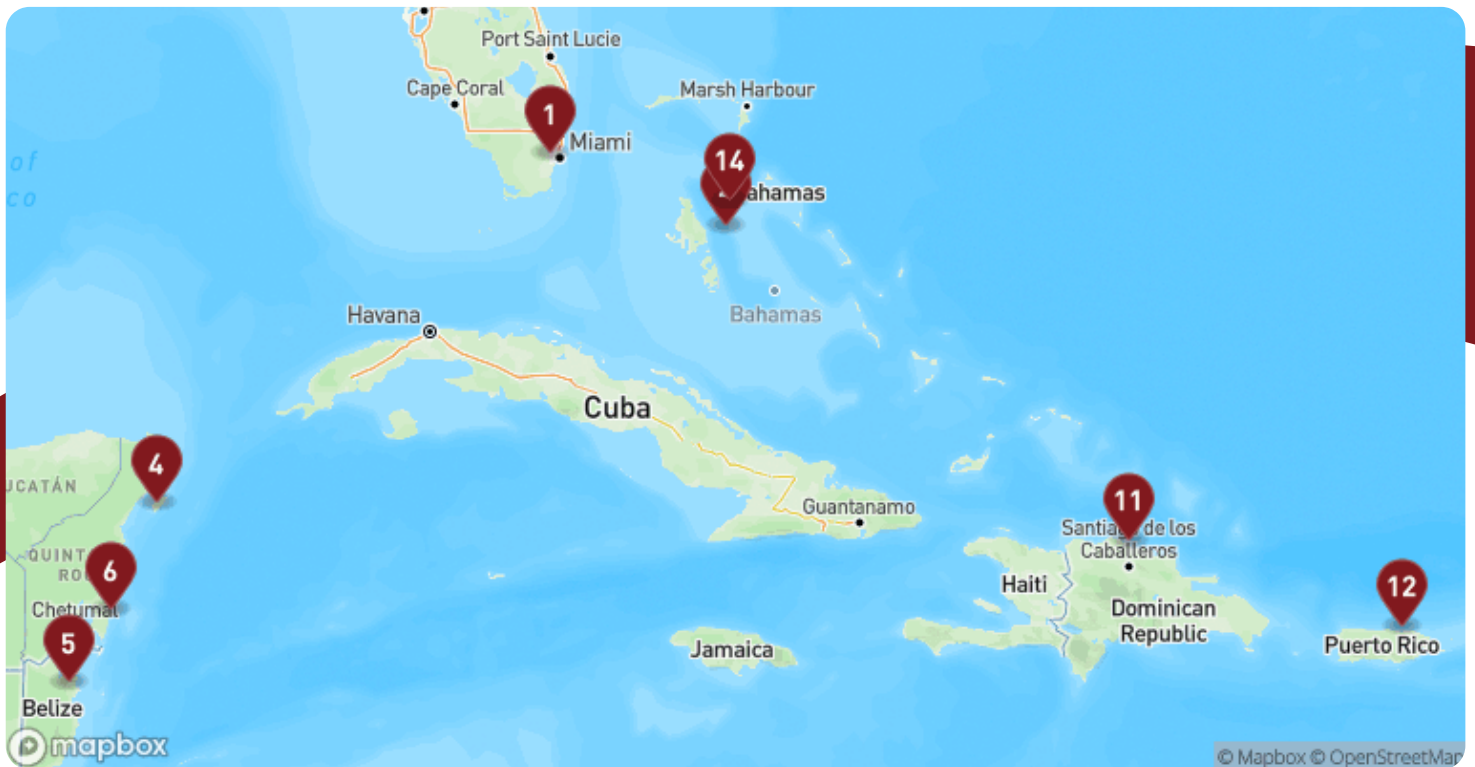 Port Saint Lucie
Cape Coral
Marsh Harbour
1
Miami
of
co
14
ahamas
Bahamas
Havana
Cuba
4
UCATÁN
Guantanamo
11
Santiago de los
Caballeros
QUINT
RO
6
Haiti
12
Chetumal
Dominican
Republic
5
Jamaica
Puerto Rico
Belize
mapbox
© Mapbox © OpenStreetMap